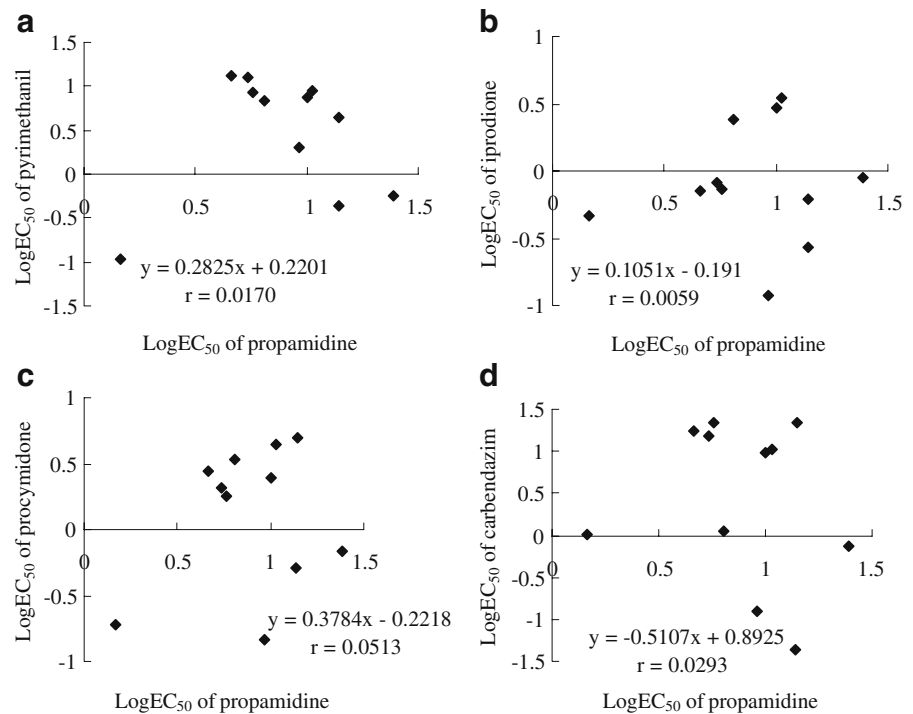 a
1.5
1
0.5
0
-0.5
-1
-1.5
0
0.5
1
1.5
LogEC₅₀ of pyrimethanil
y = 0.2825x + 0.2201
r = 0.0170
LogEC₅₀ of propamidine
b
1
0.5
0
-0.5
-1
0
0.5
1
1.5
LogEC₅₀ of iprodione
y = 0.1051x - 0.191
r = 0.0059
LogEC₅₀ of propamidine
c
1
0.5
0
-0.5
-1
0
0.5
1
1.5
LogEC₅₀ of procymidone
y = 0.3784x - 0.2218
r = 0.0513
LogEC₅₀ of propamidine
d
1.5
1
0.5
0
-0.5
-1
-1.5
0
0.5
1
1.5
LogEC₅₀ of carbendazim
y = -0.5107x + 0.8925
r = 0.0293
LogEC₅₀ of propamidine